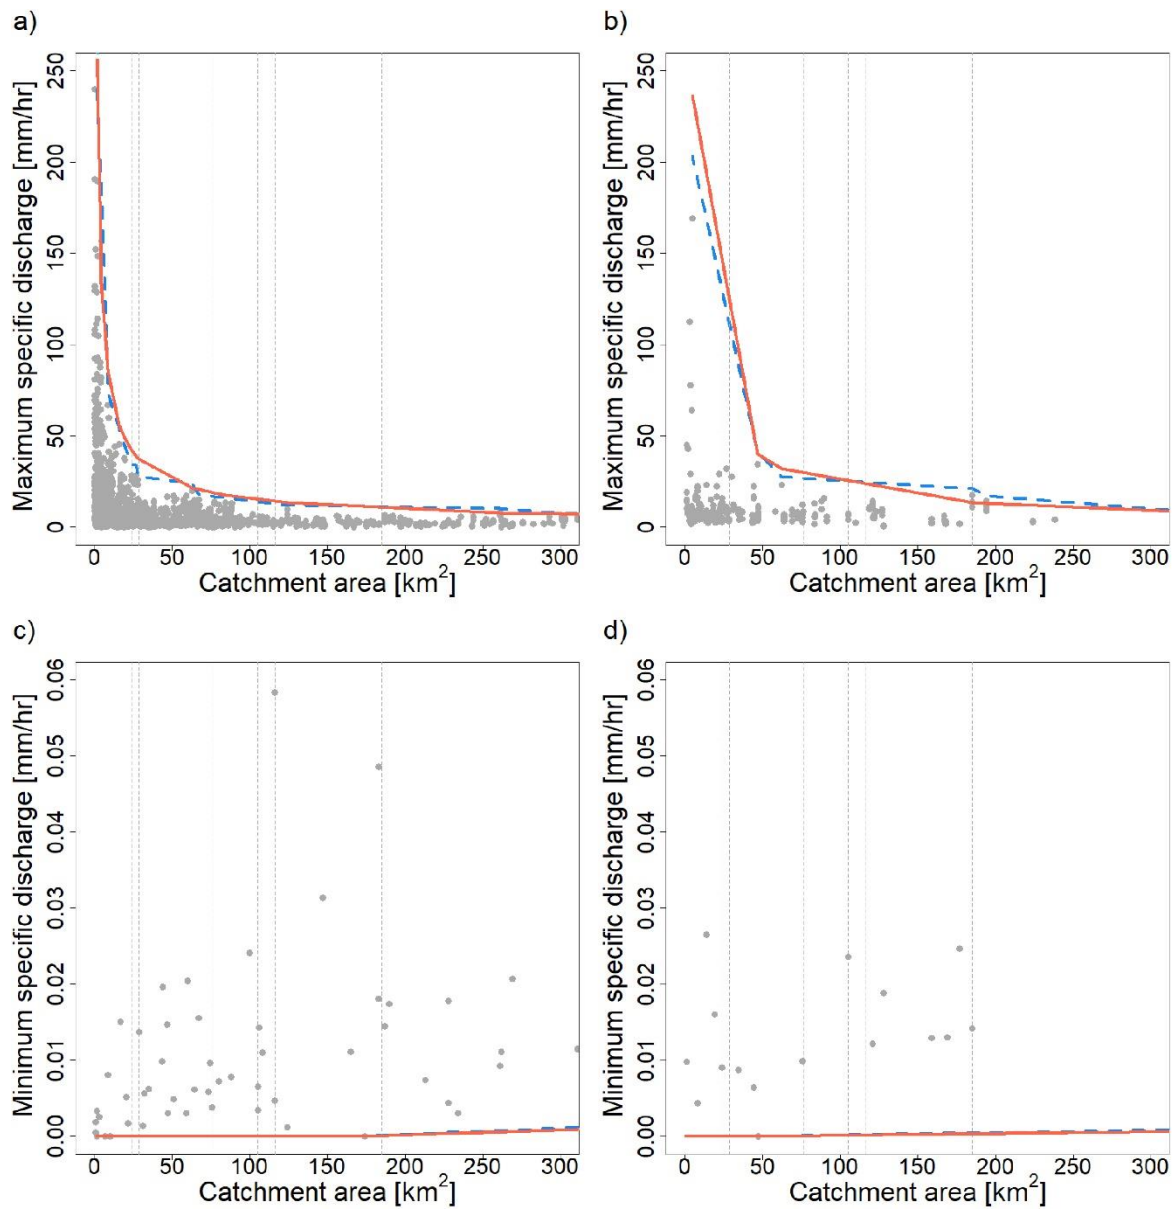 a)
Maximum specific discharge [mm/hr]
0 50 100 150 200 250
0 50 100 150 200 250 300
Catchment area [km²]
b)
Maximum specific discharge [mm/hr]
0 50 100 150 200 250
0 50 100 150 200 250 300
Catchment area [km²]
c)
Minimum specific discharge [mm/hr]
0.00 0.01 0.02 0.03 0.04 0.05 0.06
0 50 100 150 200 250 300
Catchment area [km²]
d)
Minimum specific discharge [mm/hr]
0.00 0.01 0.02 0.03 0.04 0.05 0.06
0 50 100 150 200 250 300
Catchment area [km²]